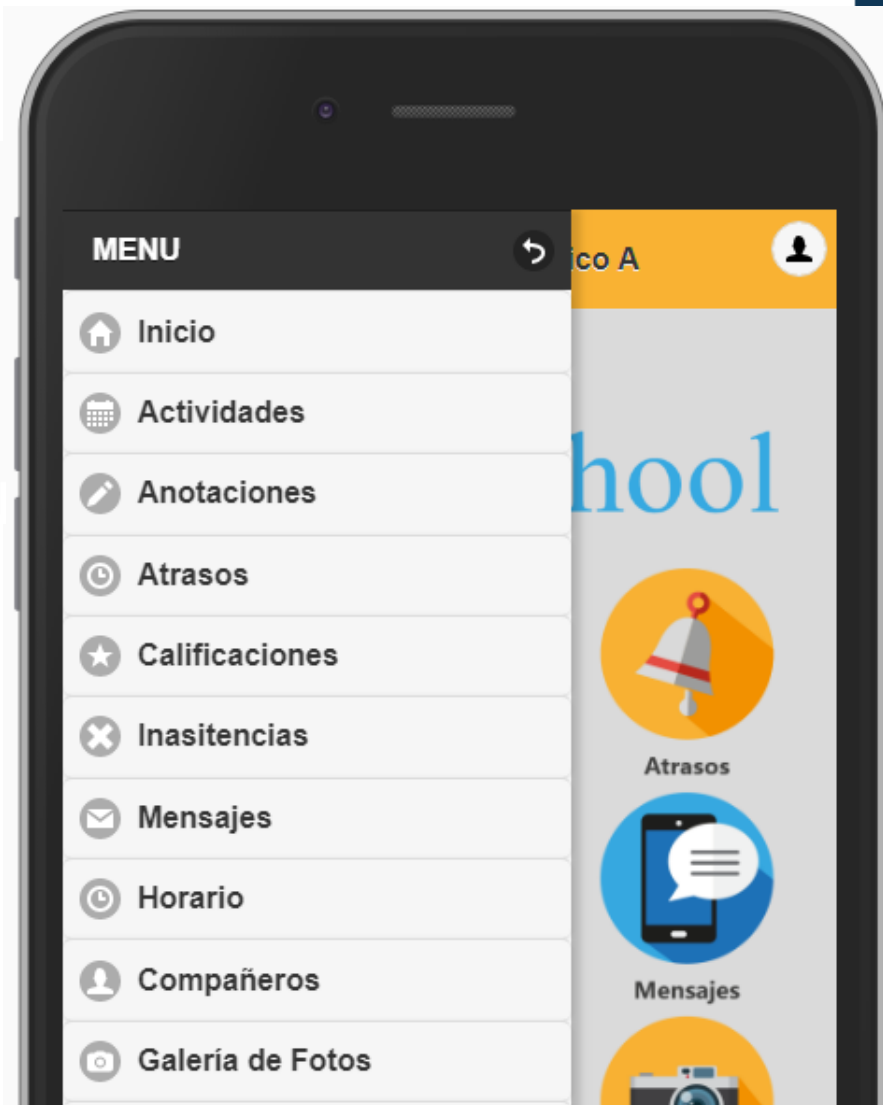 MENU
ico A
Inicio
Actividades
Anotaciones
hool
Atrasos
Calificaciones
Inasitencias
Atrasos
Mensajes
Horario
Compañeros
Mensajes
Galería de Fotos